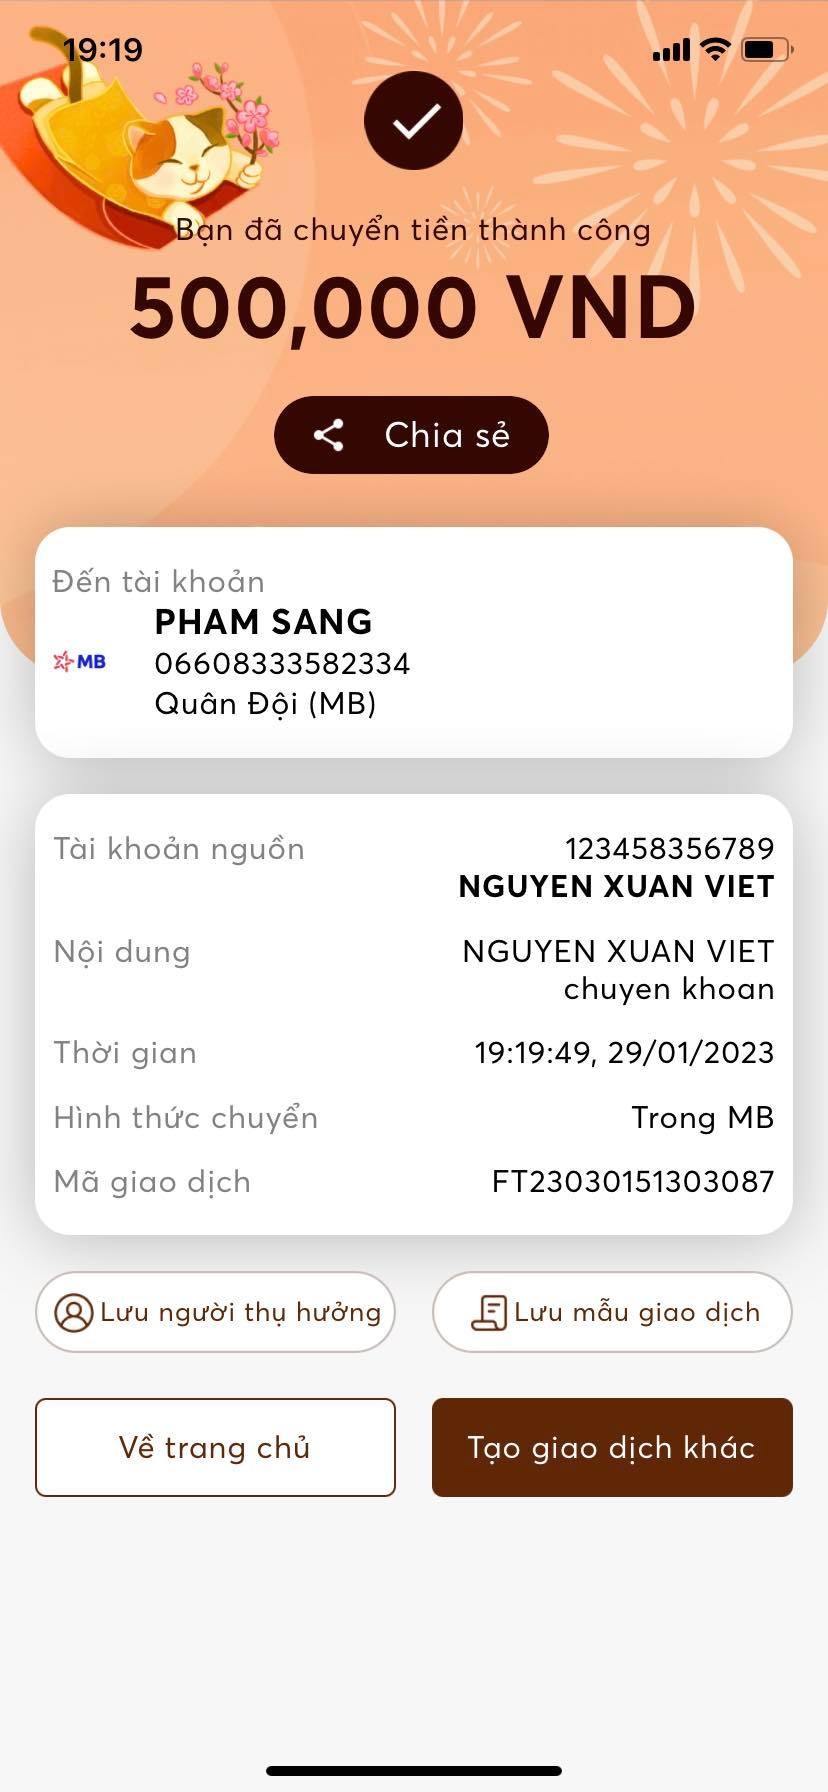 19:19
Bạn đã chuyển tiền thành công
500,000 VND
Chia sẻ
Đến tài khoản
PHAM SANG
MB
06608333582334
Quân Đội (MB)
Tài khoản nguồn 123458356789
NGUYEN XUAN VIET
Nội dung NGUYEN XUAN VIET
chuyen khoan
Thời gian 19:19:49, 29/01/2023
Hình thức chuyển Trong MB
Mã giao dịch FT23030151303087
Lưu người thụ hưởng Lưu mẫu giao dịch
Về trang chủ Tạo giao dịch khác